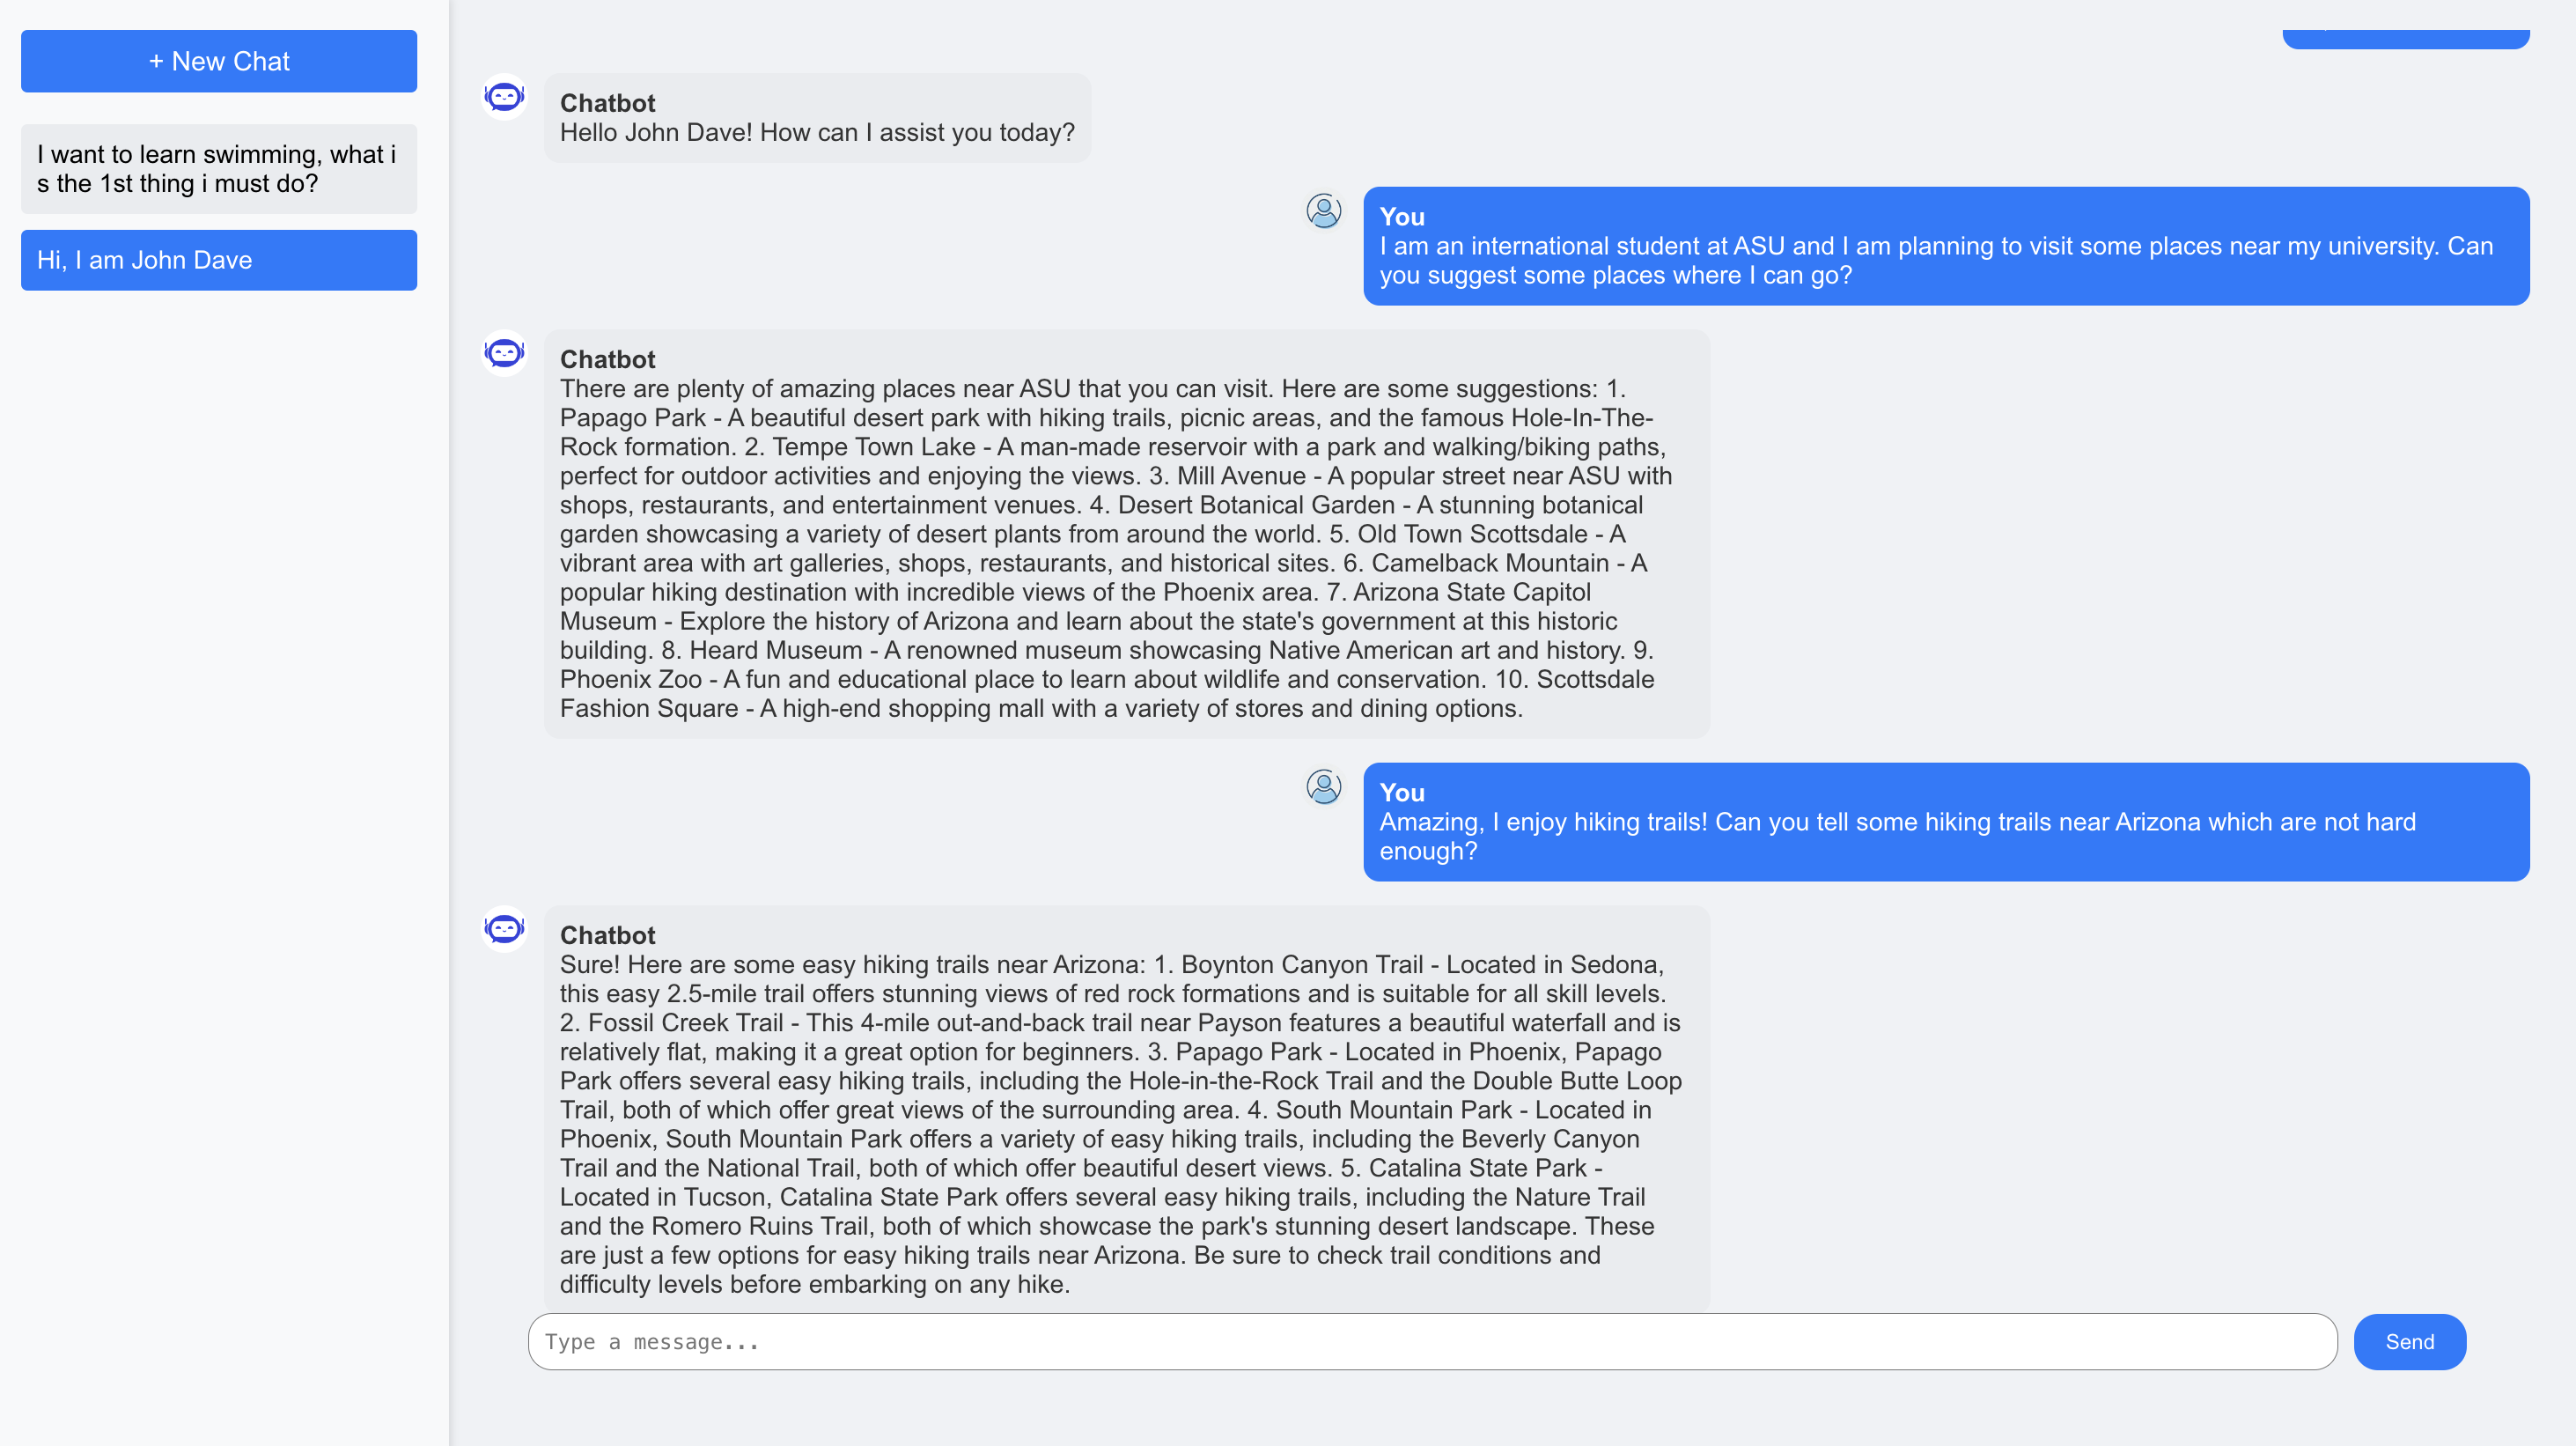 + New Chat
I want to learn swimming, what i
s the 1st thing i must do?
Hi, I am John Dave
Chatbot
Hello John Dave! How can I assist you today?
You
I am an international student at ASU and I am planning to visit some places near my university. Can
you suggest some places where I can go?
Chatbot
There are plenty of amazing places near ASU that you can visit. Here are some suggestions: 1.
Papago Park - A beautiful desert park with hiking trails, picnic areas, and the famous Hole-In-The-
Rock formation. 2. Tempe Town Lake - A man-made reservoir with a park and walking/biking paths,
perfect for outdoor activities and enjoying the views. 3. Mill Avenue - A popular street near ASU with
shops, restaurants, and entertainment venues. 4. Desert Botanical Garden - A stunning botanical
garden showcasing a variety of desert plants from around the world. 5. Old Town Scottsdale - A
vibrant area with art galleries, shops, restaurants, and historical sites. 6. Camelback Mountain - A
popular hiking destination with incredible views of the Phoenix area. 7. Arizona State Capitol
Museum - Explore the history of Arizona and learn about the state's government at this historic
building. 8. Heard Museum - A renowned museum showcasing Native American art and history. 9.
Phoenix Zoo - A fun and educational place to learn about wildlife and conservation. 10. Scottsdale
Fashion Square - A high-end shopping mall with a variety of stores and dining options.
You
Amazing, I enjoy hiking trails! Can you tell some hiking trails near Arizona which are not hard
enough?
Chatbot
Sure! Here are some easy hiking trails near Arizona: 1. Boynton Canyon Trail - Located in Sedona,
this easy 2.5-mile trail offers stunning views of red rock formations and is suitable for all skill levels.
2. Fossil Creek Trail - This 4-mile out-and-back trail near Payson features a beautiful waterfall and is
relatively flat, making it a great option for beginners. 3. Papago Park - Located in Phoenix, Papago
Park offers several easy hiking trails, including the Hole-in-the-Rock Trail and the Double Butte Loop
Trail, both of which offer great views of the surrounding area. 4. South Mountain Park - Located in
Phoenix, South Mountain Park offers a variety of easy hiking trails, including the Beverly Canyon
Trail and the National Trail, both of which offer beautiful desert views. 5. Catalina State Park -
Located in Tucson, Catalina State Park offers several easy hiking trails, including the Nature Trail
and the Romero Ruins Trail, both of which showcase the park's stunning desert landscape. These
are just a few options for easy hiking trails near Arizona. Be sure to check trail conditions and
difficulty levels before embarking on any hike.
Type a message...
Send